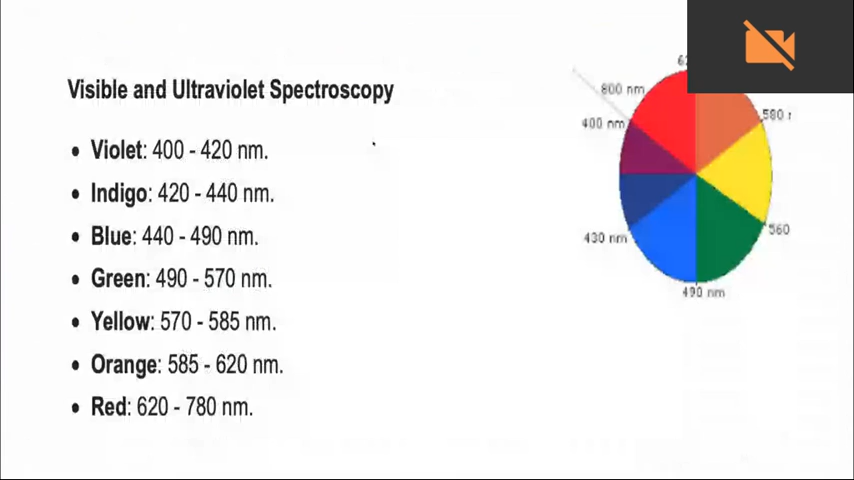 Visible and Ultraviolet Spectroscopy
Violet: 400 - 420 nm.
Indigo: 420 - 440 nm.
Blue: 440 - 490 nm.
Green: 490 - 570 nm.
Yellow: 570 - 585 nm.
Orange: 585 - 620 nm.
Red: 620 - 780 nm.
800 nm
400 nm
580
430 nm
560
490 nm